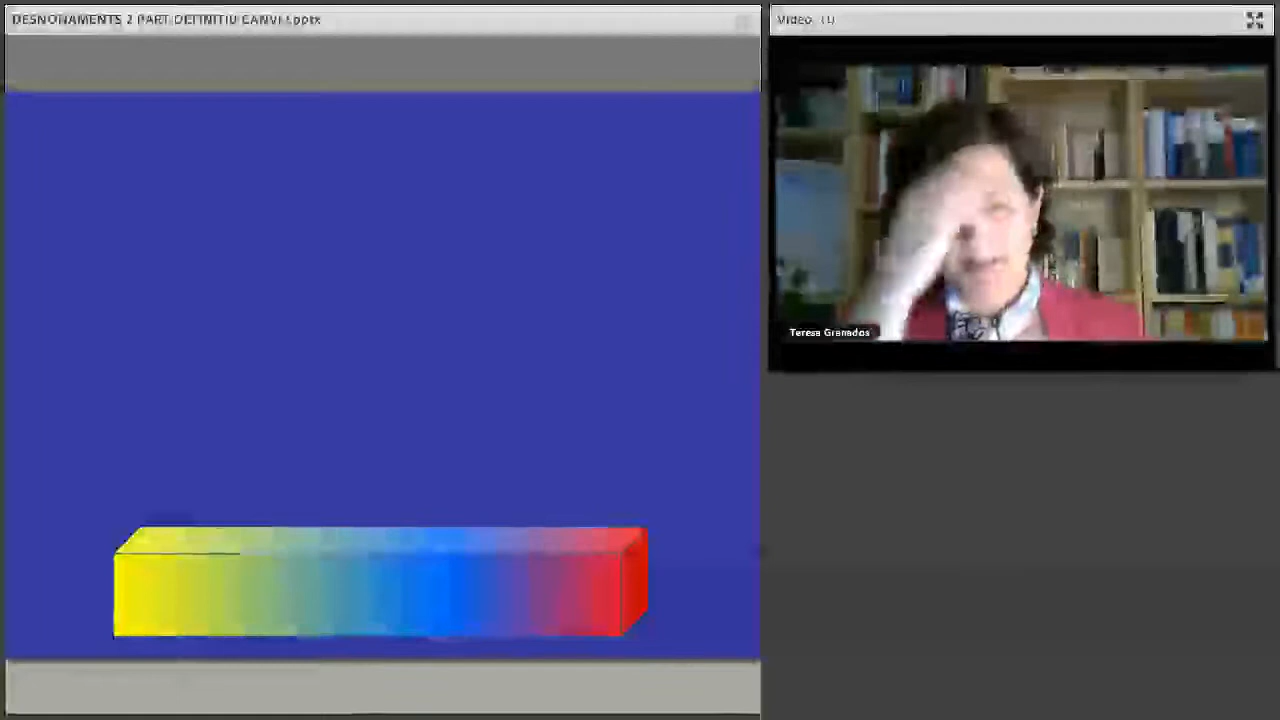 DESNONAMENTS 2 PART DEFINITIU CANVI.pptx
Video (1)
Teresa Granados